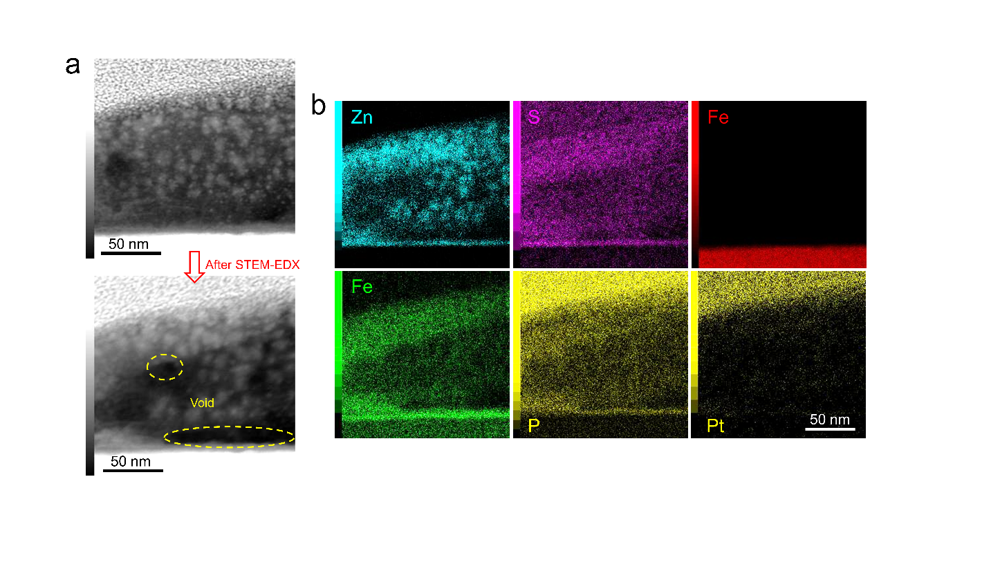 a
50 nm
After STEM-EDX
Void
50 nm
b
Zn
S
Fe
Fe
P
Pt
50 nm